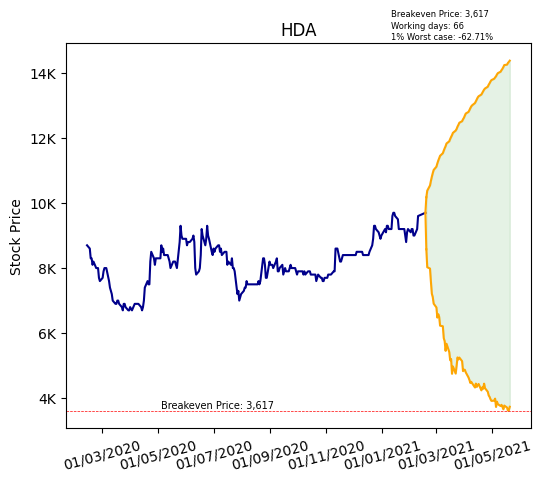 Breakeven Price: 3,617
Working days: 66
1% Worst case: -62.71%
HDA
Stock Price
14K
12K
10K
8K
6K
4K
Breakeven Price: 3,617
01/03/2020
01/05/2020
01/07/2020
01/09/2020
01/11/2020
01/01/2021
01/03/2021
01/05/2021